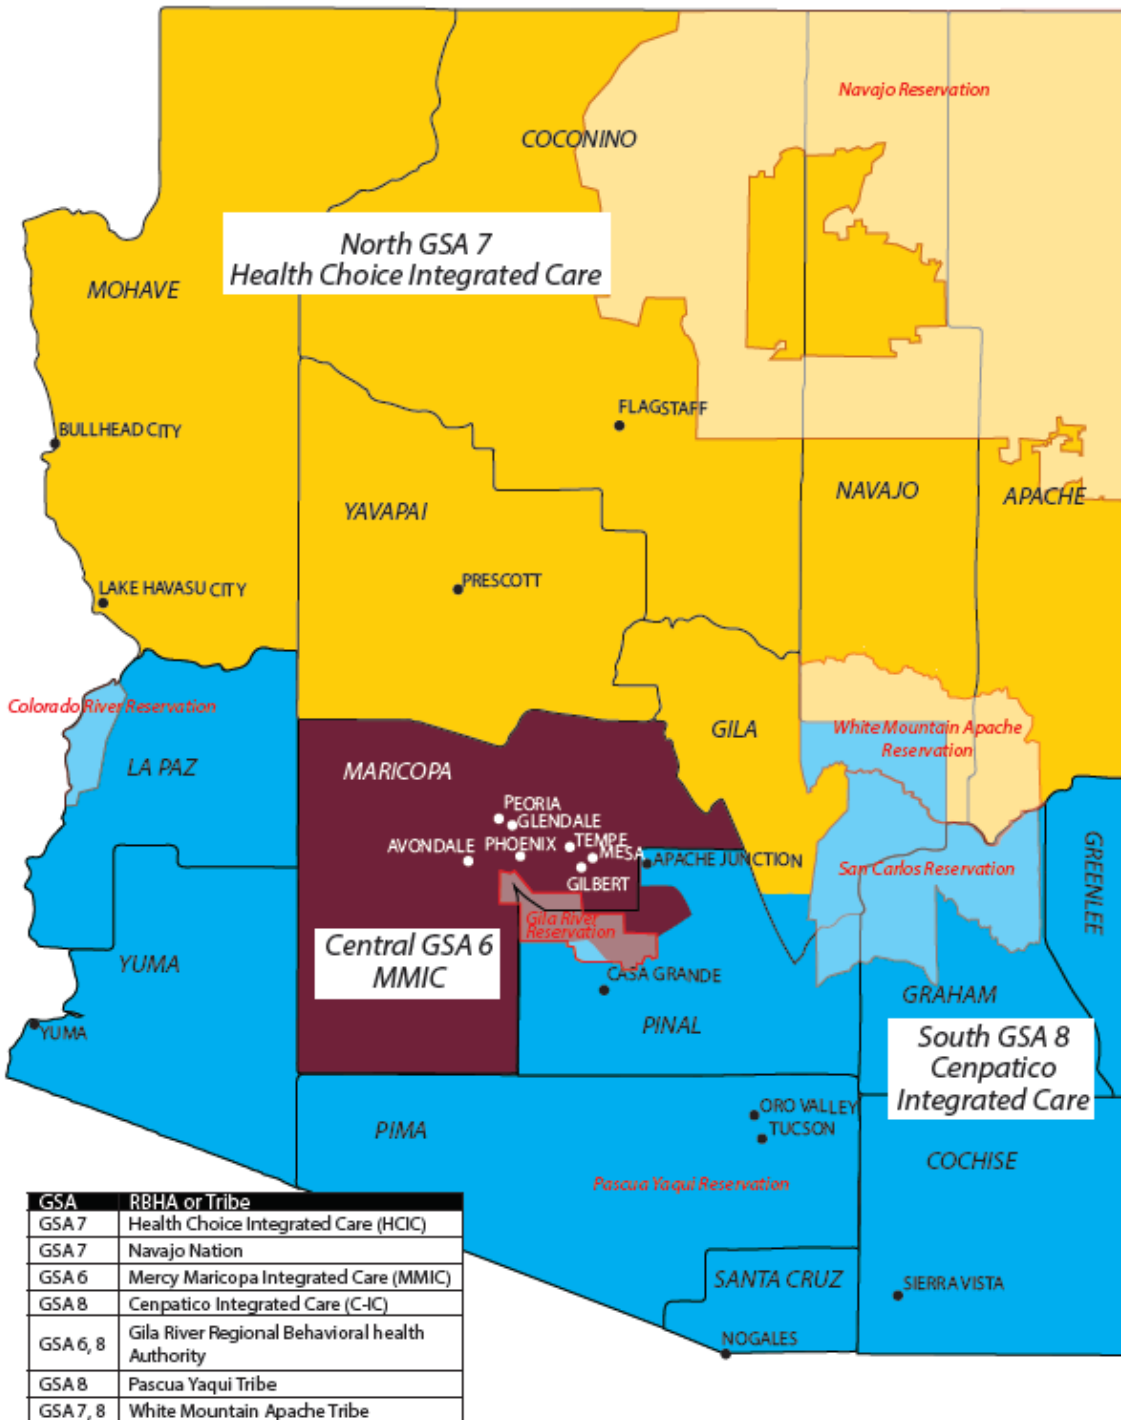 Navajo Reservation
COCONINO
North GSA 7
Health Choice Integrated Care
MOHAVE
FLAGSTAFF
BULLHEAD CITY
NAVAJO
APACHE
YAVAPAI
PRESCOTT
LAKE HAVASU CITY
Colorado River Reservation
White Mountain Apache
Reservation
GILA
LA PAZ
MARICOPA
PEORIA
GLENDALE
TEMPE
AVONDALE
PHOENIX
MESA
APACHE JUNCTION
GILBERT
San Carlos Reservation
GREENLEE
Gila River
Reservation
Central GSA 6
MMIC
YUMA
CASA GRANDE
GRAHAM
PINAL
YUMA
South GSA 8
Cenpatico
Integrated Care
ORO VALLEY
TUCSON
PIMA
COCHISE
Pascua Yaqui Reservation
SANTA CRUZ
SIERRA VISTA
NOGALES
GSA RBHA or Tribe
GSA 7 Health Choice Integrated Care (HCIC)
GSA 7 Navajo Nation
GSA 6 Mercy Maricopa Integrated Care (MMIC)
GSA 8 Cenpatico Integrated Care (C-IC)
GSA 6, 8 Gila River Regional Behavioral health
Authority
GSA 8 Pascua Yaqui Tribe
GSA 7, 8 White Mountain Apache Tribe